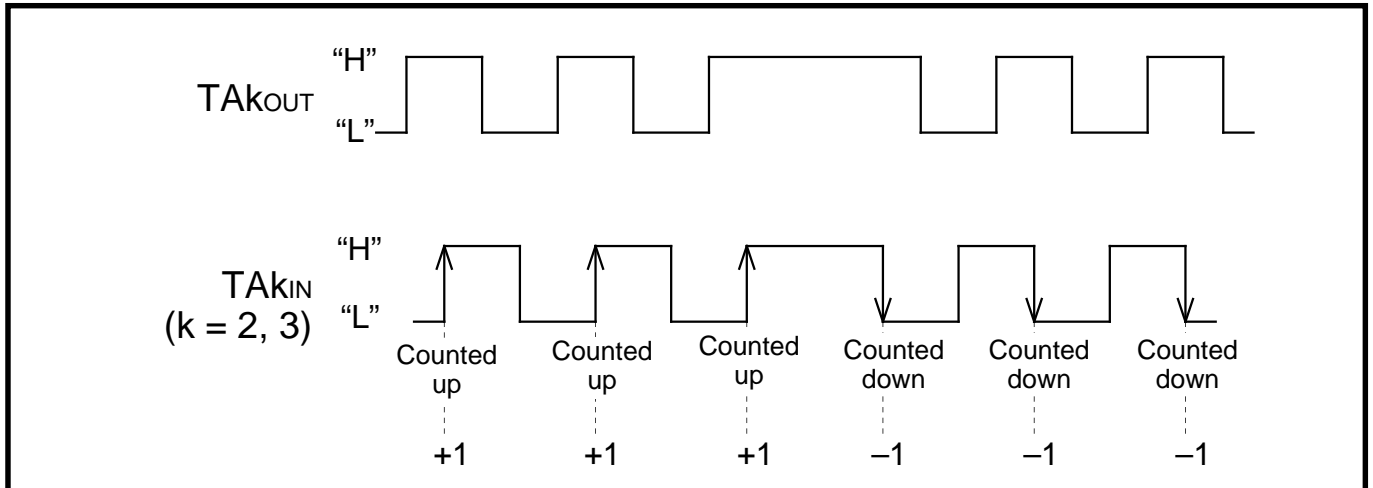 “H”
TAkOUT
“L”
“H”
TAkIN
(k = 2, 3)
“L”
Counted up
Counted up
Counted up
Counted down
Counted down
Counted down
+1
+1
+1
–1
–1
–1